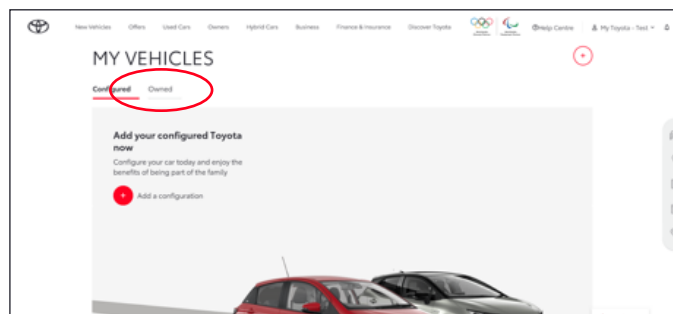 New Vehicles Offers Used Cars Owners Hybrid Cars Business Finance & Insurance Discover Toyota Help Centre My Toyota - Test
MY VEHICLES
Configured Owned
Add your configured Toyota
now
Configure your car today and enjoy the
benefits of being part of the family
Add a configuration